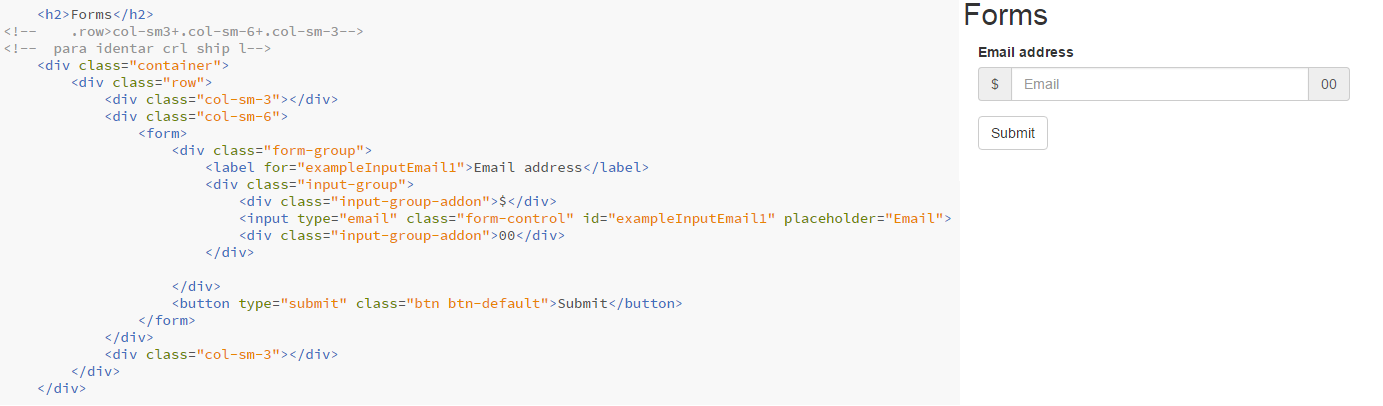 <h2>Forms</h2>
<!--    .row>col-sm3+.col-sm-6+.col-sm-3-->
<!--  para identar crl ship l-->
<div class="container">
<div class="row">
<div class="col-sm-3"></div>
<div class="col-sm-6">
<form>
<div class="form-group">
<label for="exampleInputEmail1">Email address</label>
<div class="input-group">
<div class="input-group-addon">$</div>
<input type="email" class="form-control" id="exampleInputEmail1" placeholder="Email">
<div class="input-group-addon">00</div>
</div>
</div>
<button type="submit" class="btn btn-default">Submit</button>
</form>
</div>
<div class="col-sm-3"></div>
</div>
</div>
Forms
Email address
$ Email 00
Submit